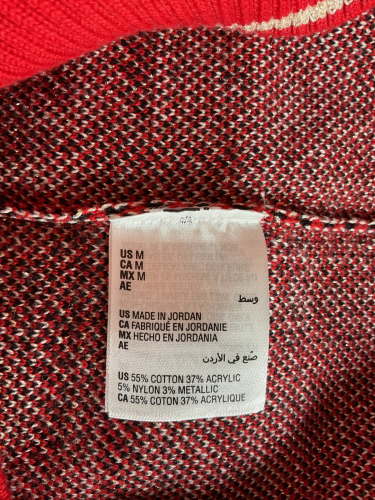 US M
CA M
MX M
AE
وسط
US MADE IN JORDAN
CA FABRIQUÉ EN JORDANIE
MX HECHO EN JORDANIA
AE
صنع في الأردن
US 55% COTTON 37% ACRYLIC
5% NYLON 3% METALLIC
CA 55% COTON 37% ACRYLIQUE